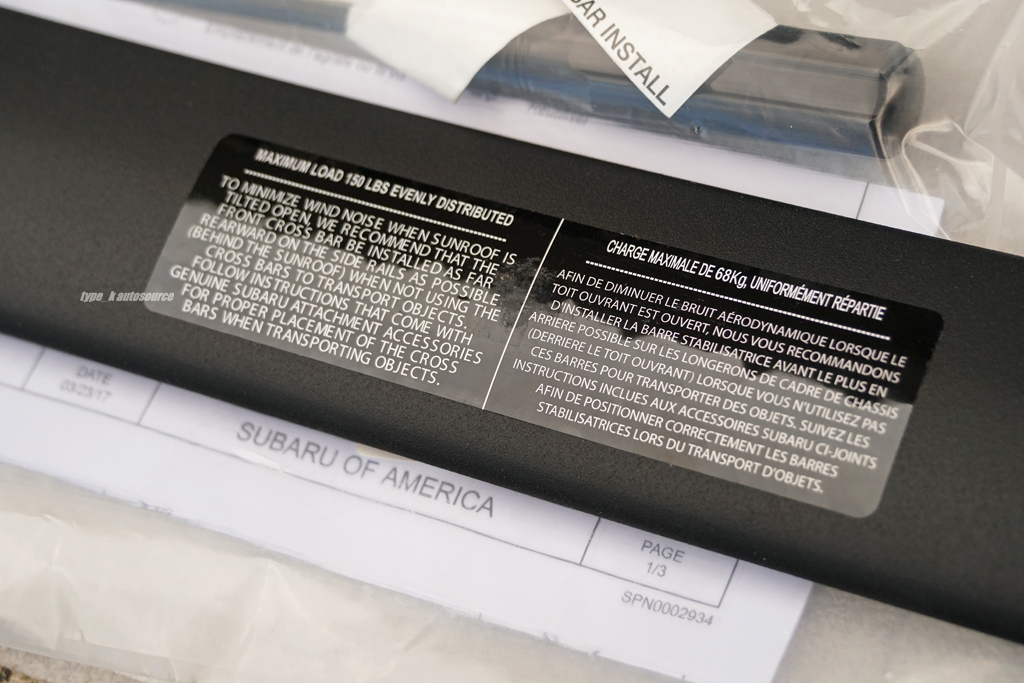 BAR INSTALL
MAXIMUM LOAD 150 LBS EVENLY DISTRIBUTED
TO MINIMIZE WIND NOISE WHEN SUNROOF IS
TILTED OPEN, WE RECOMMEND THAT THE
FRONT CROSS BAR BE INSTALLED AS FAR
REARWARD ON THE SIDE RAILS AS POSSIBLE
(BEHIND THE SUNROOF) WHEN NOT USING THE
CROSS BARS TO TRANSPORT OBJECTS.
FOLLOW INSTRUCTIONS THAT COME WITH
GENUINE SUBARU ATTACHMENT ACCESSORIES
FOR PROPER PLACEMENT OF THE CROSS
BARS WHEN TRANSPORTING OBJECTS.
CHARGE MAXIMALE DE 68Kg, UNIFORMÉMENT RÉPARTIE
AFIN DE DIMINUER LE BRUIT AÉRODYNAMIQUE LORSQUE LE
TOIT OUVRANT EST OUVERT, NOUS VOUS RECOMMANDONS
D'INSTALLER LA BARRE STABILISATRICE AVANT LE PLUS EN
ARRIERE POSSIBLE SUR LES LONGERONS DE CADRE DE CHASSIS
(DERRIERE LE TOIT OUVRANT) LORSQUE VOUS N'UTILISEZ PAS
CES BARRES POUR TRANSPORTER DES OBJETS. SUIVEZ LES
INSTRUCTIONS INCLUES AUX ACCESSOIRES SUBARU CI-JOINTS
AFIN DE POSITIONNER CORRECTEMENT LES BARRES
STABILISATRICES LORS DU TRANSPORT D'OBJETS.
type_k autosource
DATE
03/23/17
SUBARU OF AMERICA
PAGE
1/3
SPN0002934